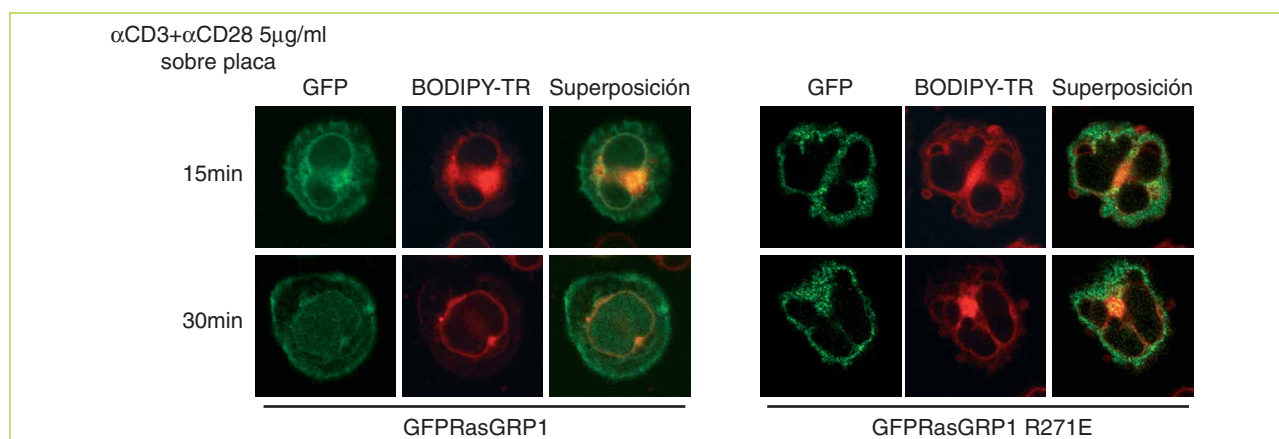 αCD3+αCD28 5μg/ml
sobre placa
GFP BODIPY-TR Superposición GFP BODIPY-TR Superposición
15min
30min
GFPRasGRP1 GFPRasGRP1 R271E